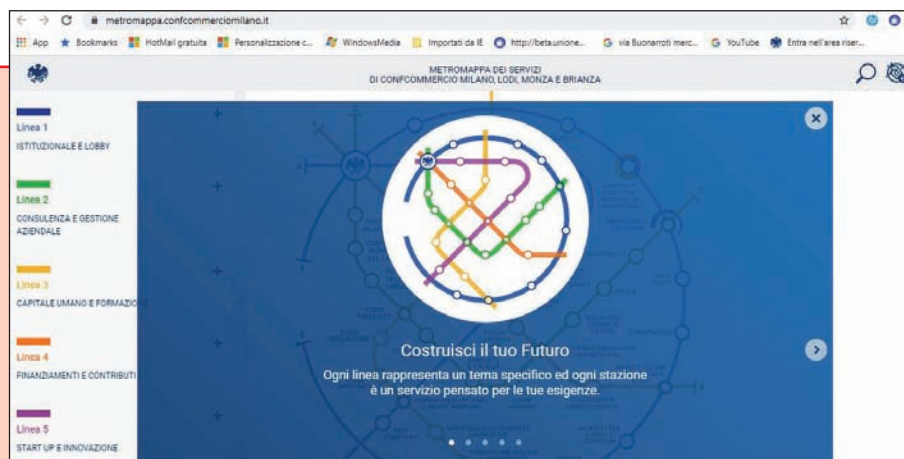 metromappa.confcommerciomilano.it
App Bookmarks HotMail gratuita Personalizzazione c... WindowsMedia Importati da IE http://beta.unione... via Buonarroti merc... YouTube Entra nell'area riser...
METROMAPPA DEI SERVIZI
DI CONFCOMMERCIO MILANO, LODI, MONZA E BRIANZA
Linea 1
ISTITUZIONALE E LOBBY
Linea 2
CONSULENZA E GESTIONE
AZIENDALE
Linea 3
CAPITALE UMANO E FORMAZIONE
Linea 4
FINANZIAMENTI E CONTRIBUTI
Linea 5
START UP E INNOVAZIONE
Costruisci il tuo Futuro
Ogni linea rappresenta un tema specifico ed ogni stazione
è un servizio pensato per le tue esigenze.